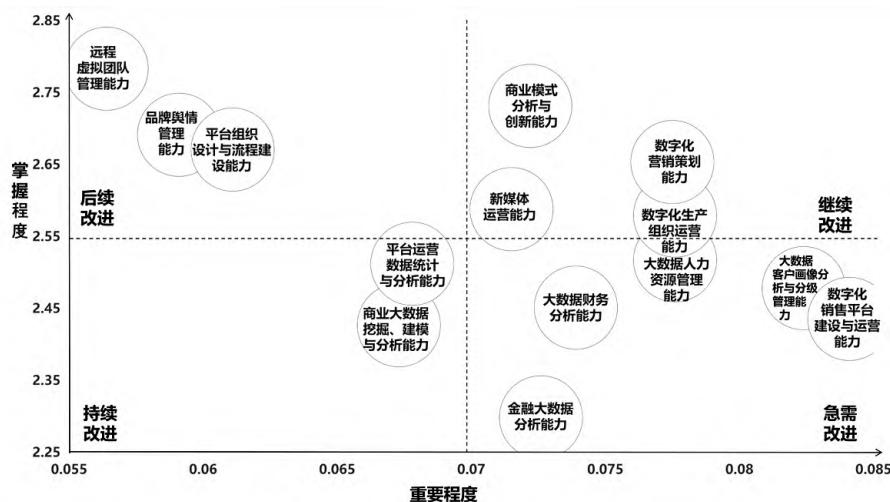 2.85
2.75
2.65
2.55
2.45
2.35
2.25
掌握程度
远程
虚拟团队
管理能力
品牌舆情
管理
能力
平台组织
设计与流程建
设能力
后续
改进
商业模式
分析与
创新能力
数字化
营销策划
能力
新媒体
运营能力
数字化生产
组织运营
能力
继续
改进
平台运营
数据统计
与分析能力
商业大数据
挖掘、建模
与分析能力
持续
改进
大数据人力
资源管理
能力
大数据财务
分析能力
大数据
客户画像分
析与分级
管理能
力
数字化
销售平台
建设与运营
能力
金融大数据
分析能力
急需
改进
0.055
0.06
0.065
0.07
0.075
0.08
0.085
重要程度